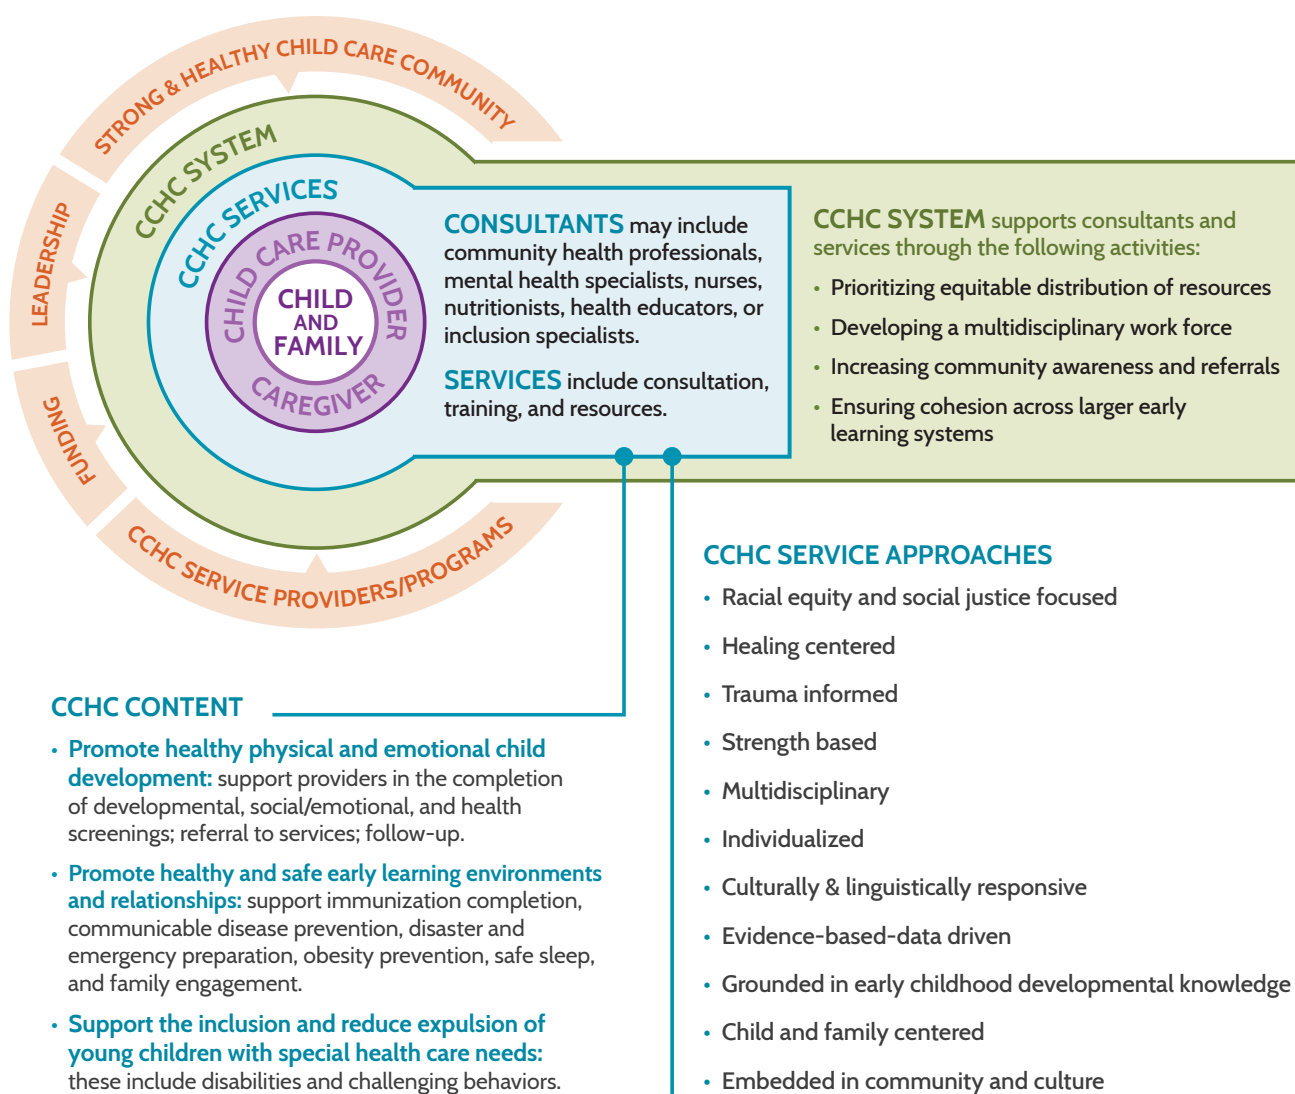 STRONG & HEALTHY CHILD CARE COMMUNITY
LEADERSHIP
FUNDING
CCHC SERVICE PROVIDERS/PROGRAMS
CCHC SYSTEM
CCHC SERVICES
CHILD CARE PROVIDER
CAREGIVER
CHILD
AND
FAMILY
CONSULTANTS may include
community health professionals,
mental health specialists, nurses,
nutritionists, health educators, or
inclusion specialists.
SERVICES include consultation,
training, and resources.
CCHC SYSTEM supports consultants and
services through the following activities:
• Prioritizing equitable distribution of resources
• Developing a multidisciplinary work force
• Increasing community awareness and referrals
• Ensuring cohesion across larger early
learning systems
CCHC CONTENT
• Promote healthy physical and emotional child
development: support providers in the completion
of developmental, social/emotional, and health
screenings; referral to services; follow-up.
• Promote healthy and safe early learning environments
and relationships: support immunization completion,
communicable disease prevention, disaster and
emergency preparation, obesity prevention, safe sleep,
and family engagement.
• Support the inclusion and reduce expulsion of
young children with special health care needs:
these include disabilities and challenging behaviors.
CCHC SERVICE APPROACHES
• Racial equity and social justice focused
• Healing centered
• Trauma informed
• Strength based
• Multidisciplinary
• Individualized
• Culturally & linguistically responsive
• Evidence-based-data driven
• Grounded in early childhood developmental knowledge
• Child and family centered
• Embedded in community and culture